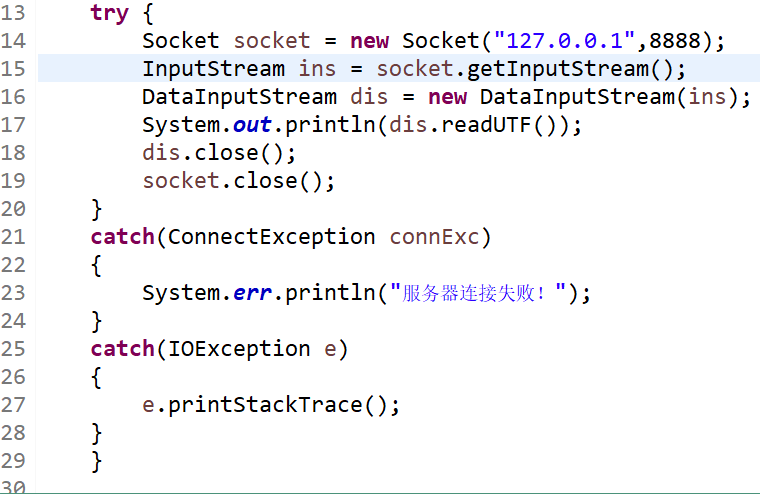 13 try {
14 Socket socket = new Socket("127.0.0.1",8888);
15 InputStream ins = socket.getInputStream();
16 DataInputStream dis = new DataInputStream(ins);
17 System.out.println(dis.readUTF());
18 dis.close();
19 socket.close();
20 }
21 catch(ConnectException connExc)
22 {
23 System.err.println("服务器连接失败！");
24 }
25 catch(IOException e)
26 {
27 e.printStackTrace();
28 }
29 }
30